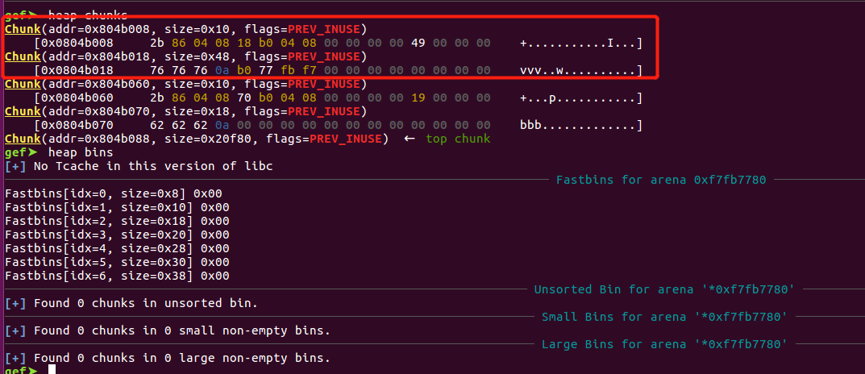 gef➤ heap chunks
Chunk(addr=0x804b008, size=0x10, flags=PREV_INUSE)
[0x0804b008 2b 86 04 08 18 b0 04 08 00 00 00 00 49 00 00 00 +...........I...]
Chunk(addr=0x804b018, size=0x48, flags=PREV_INUSE)
[0x0804b018 76 76 76 0a b0 77 fb f7 00 00 00 00 00 00 00 00 vvv..w..........]
Chunk(addr=0x804b060, size=0x10, flags=PREV_INUSE)
[0x0804b060 2b 86 04 08 70 b0 04 08 00 00 00 00 19 00 00 00 +...p...........]
Chunk(addr=0x804b070, size=0x18, flags=PREV_INUSE)
[0x0804b070 62 62 62 0a 00 00 00 00 00 00 00 00 00 00 00 00 bbb.............]
Chunk(addr=0x804b088, size=0x20f80, flags=PREV_INUSE) ← top chunk
gef➤ heap bins
[+] No Tcache in this version of libc
Fastbins for arena 0xf7fb7780
Fastbins[idx=0, size=0x8] 0x00
Fastbins[idx=1, size=0x10] 0x00
Fastbins[idx=2, size=0x18] 0x00
Fastbins[idx=3, size=0x20] 0x00
Fastbins[idx=4, size=0x28] 0x00
Fastbins[idx=5, size=0x30] 0x00
Fastbins[idx=6, size=0x38] 0x00
Unsorted Bin for arena '*0xf7fb7780'
[+] Found 0 chunks in unsorted bin.
Small Bins for arena '*0xf7fb7780'
[+] Found 0 chunks in 0 small non-empty bins.
Large Bins for arena '*0xf7fb7780'
[+] Found 0 chunks in 0 large non-empty bins.
gef➤